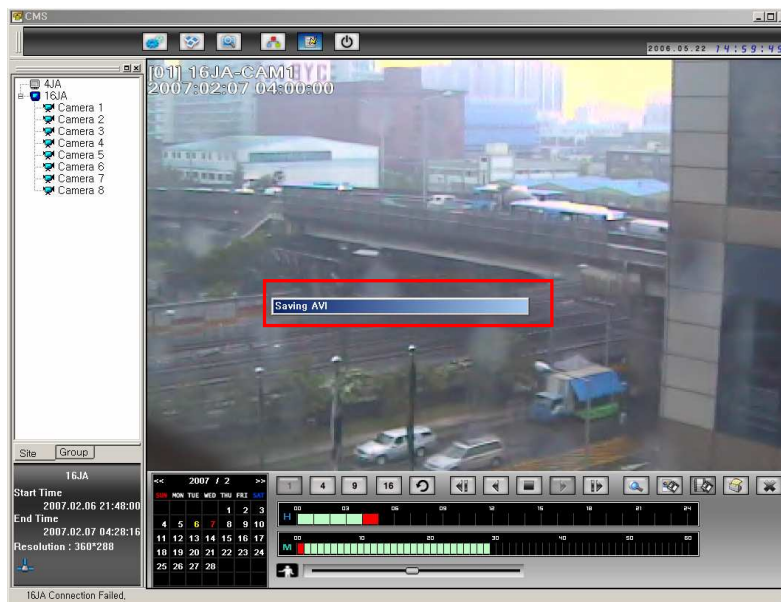 CMS
2006.05.22 14:59:49
[01] 16JA-CAM1
2007:02:07 04:00:00
4JA
16JA
Camera 1
Camera 2
Camera 3
Camera 4
Camera 5
Camera 6
Camera 7
Camera 8
Saving AVI
Site Group
16JA
Start Time
2007.02.06 21:48:00
End Time
2007.02.07 04:28:16
Resolution : 360*288
<< 2007 / 2 >>
SUN MON TUE WED THU FRI SAT
1 2 3
4 5 6 7 8 9 10
11 12 13 14 15 16 17
18 19 20 21 22 23 24
25 26 27 28
1 4 9 16
H 00 03 06 09 12 15 18 21 24
M 00 10 20 30 40 50 60
16JA Connection Failed,